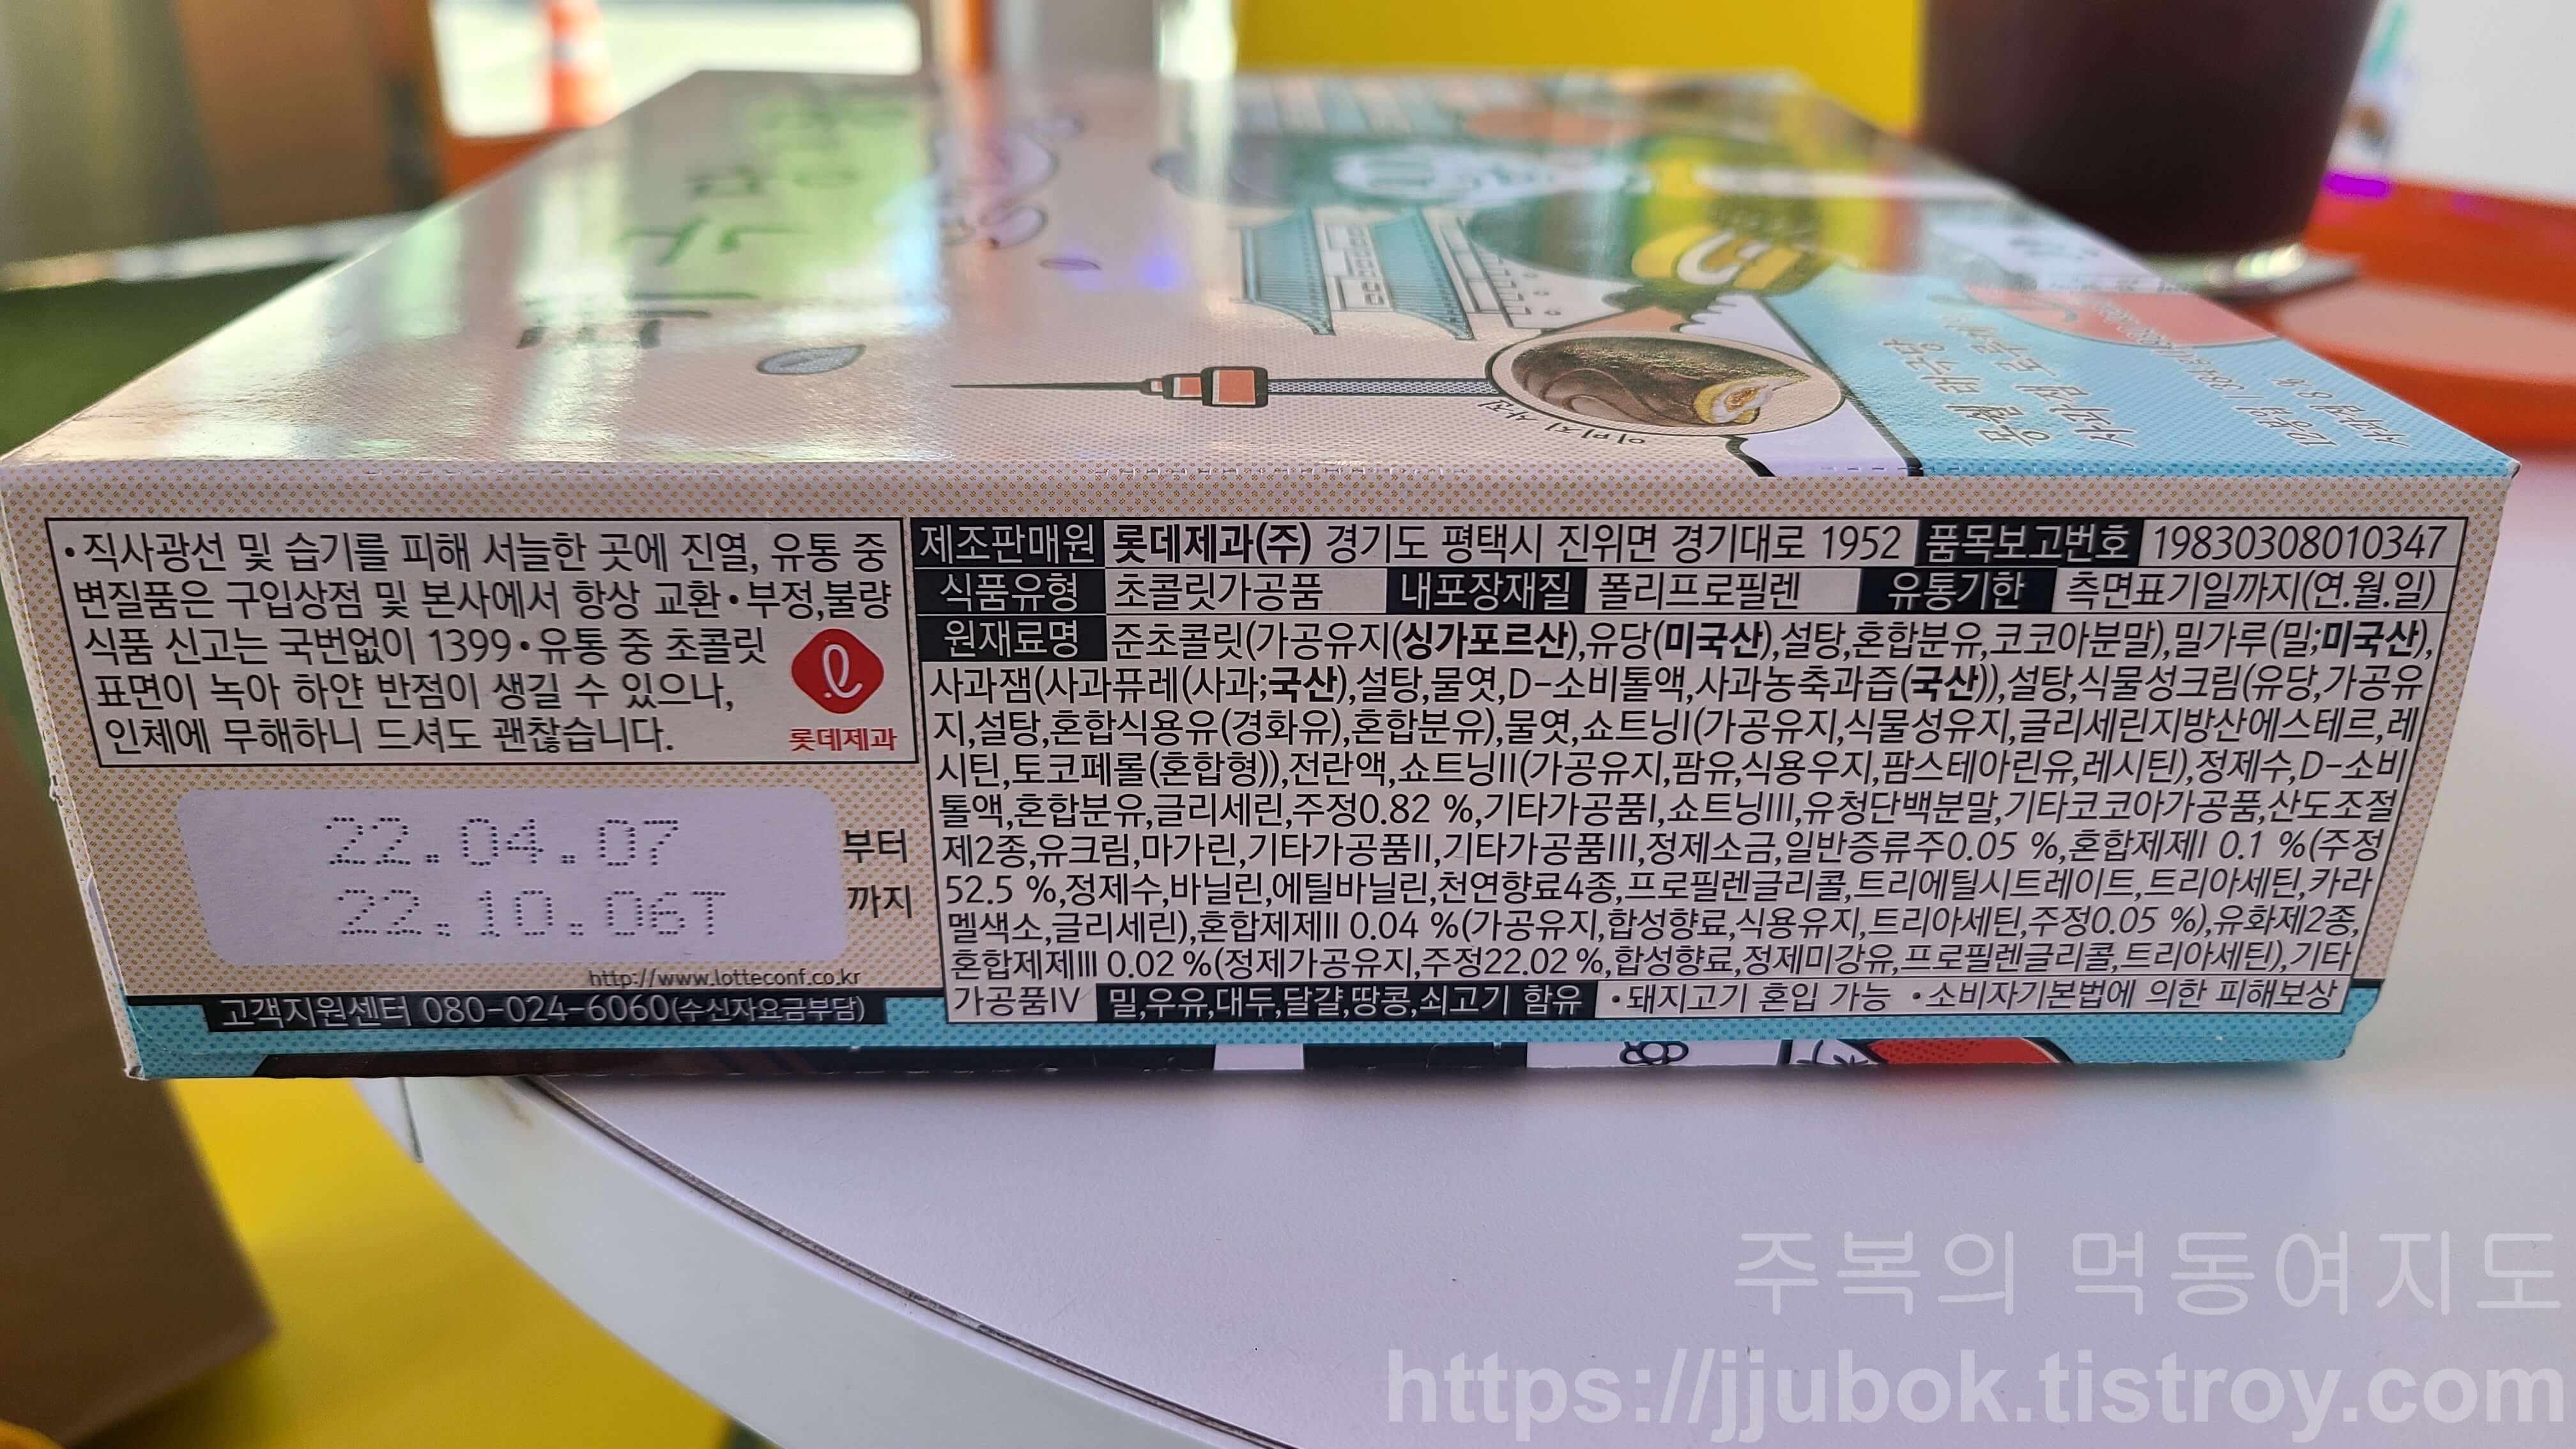 이미지 사진
•직사광선 및 습기를 피해 서늘한 곳에 진열, 유통 중
변질품은 구입상점 및 본사에서 항상 교환•부정,불량
식품 신고는 국번없이 1399•유통 중 초콜릿
표면이 녹아 하얀 반점이 생길 수 있으나,
인체에 무해하니 드셔도 괜찮습니다.
롯데제과
22.04.07 부터
22.10.06T 까지
http://www.lotteconf.co.kr
고객지원센터 080-024-6060(수신자요금부담)
제조판매원 롯데제과(주) 경기도 평택시 진위면 경기대로 1952 품목보고번호 19830308010347
식품유형 초콜릿가공품 내포장재질 폴리프로필렌 유통기한 측면표기일까지(연.월.일)
원재료명 준초콜릿(가공유지(싱가포르산),유당(미국산),설탕,혼합분유,코코아분말),밀가루(밀;미국산),
사과잼(사과퓨레(사과;국산),설탕,물엿,D-소비톨액,사과농축과즙(국산)),설탕,식물성크림(유당,가공유
지,설탕,혼합식용유(경화유),혼합분유),물엿,쇼트닝I(가공유지,식물성유지,글리세린지방산에스테르,레
시틴,토코페롤(혼합형)),전란액,쇼트닝II(가공유지,팜유,식용우지,팜스테아린유,레시틴),정제수,D-소비
톨액,혼합분유,글리세린,주정0.82 %,기타가공품I,쇼트닝III,유청단백분말,기타코코아가공품,산도조절
제2종,유크림,마가린,기타가공품II,기타가공품III,정제소금,일반증류주0.05 %,혼합제제I 0.1 %(주정
52.5 %,정제수,바닐린,에틸바닐린,천연향료4종,프로필렌글리콜,트리에틸시트레이트,트리아세틴,카라
멜색소,글리세린),혼합제제II 0.04 %(가공유지,합성향료,식용유지,트리아세틴,주정0.05 %),유화제2종,
혼합제제III 0.02 %(정제가공유지,주정22.02 %,합성향료,정제미강유,프로필렌글리콜,트리아세틴),기타
가공품IV 밀,우유,대두,달걀,땅콩,쇠고기 함유 •돼지고기 혼입 가능 •소비자기본법에 의한 피해보상
주복의 먹동여지도
https://jjubok.tistroy.com